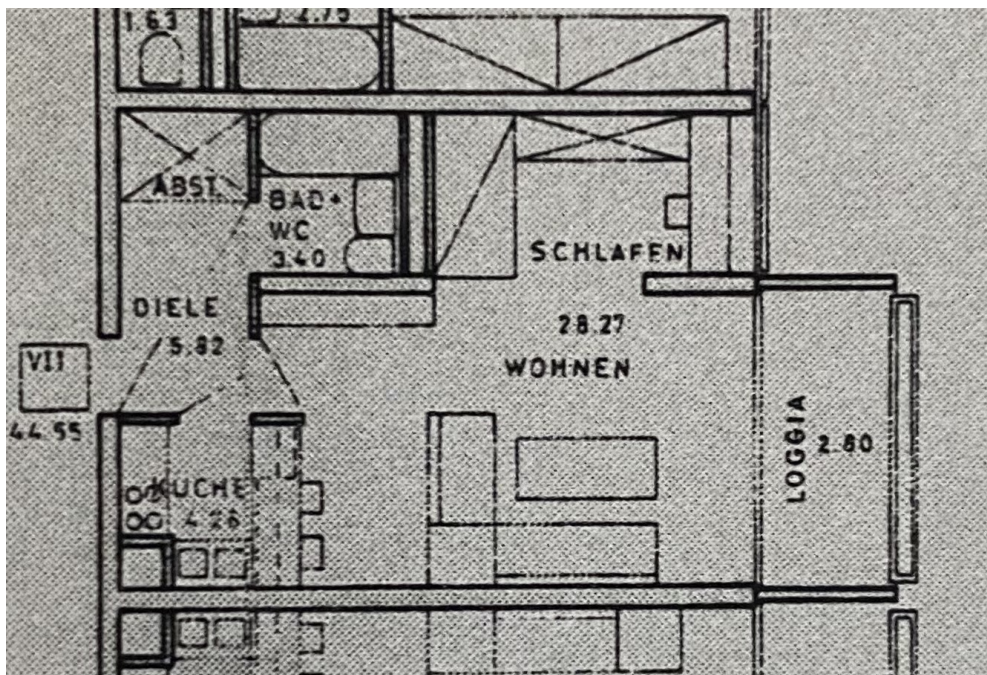 1.63
2.75
ABST.
BAD+
WC
3.40
SCHLAFEN
DIELE
5.82
28.27
WOHNEN
VII
44.55
LOGGIA
2.80
KÜCHE
4.26